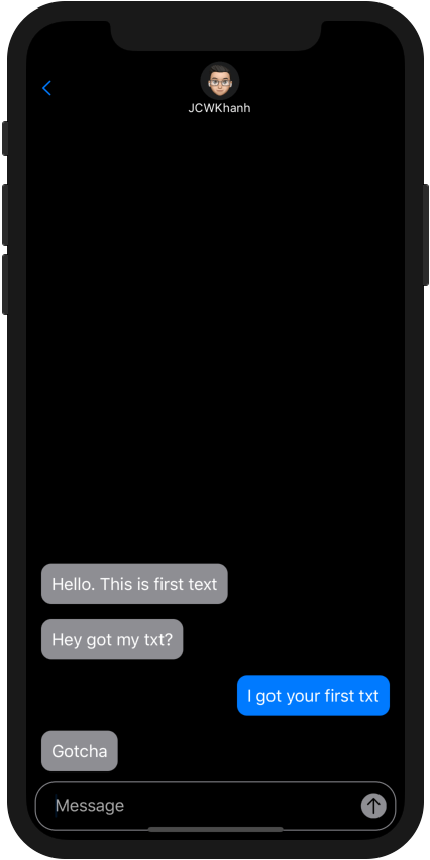 JCWKhanh
Hello. This is first text
Hey got my txt?
I got your first txt
Gotcha
Message